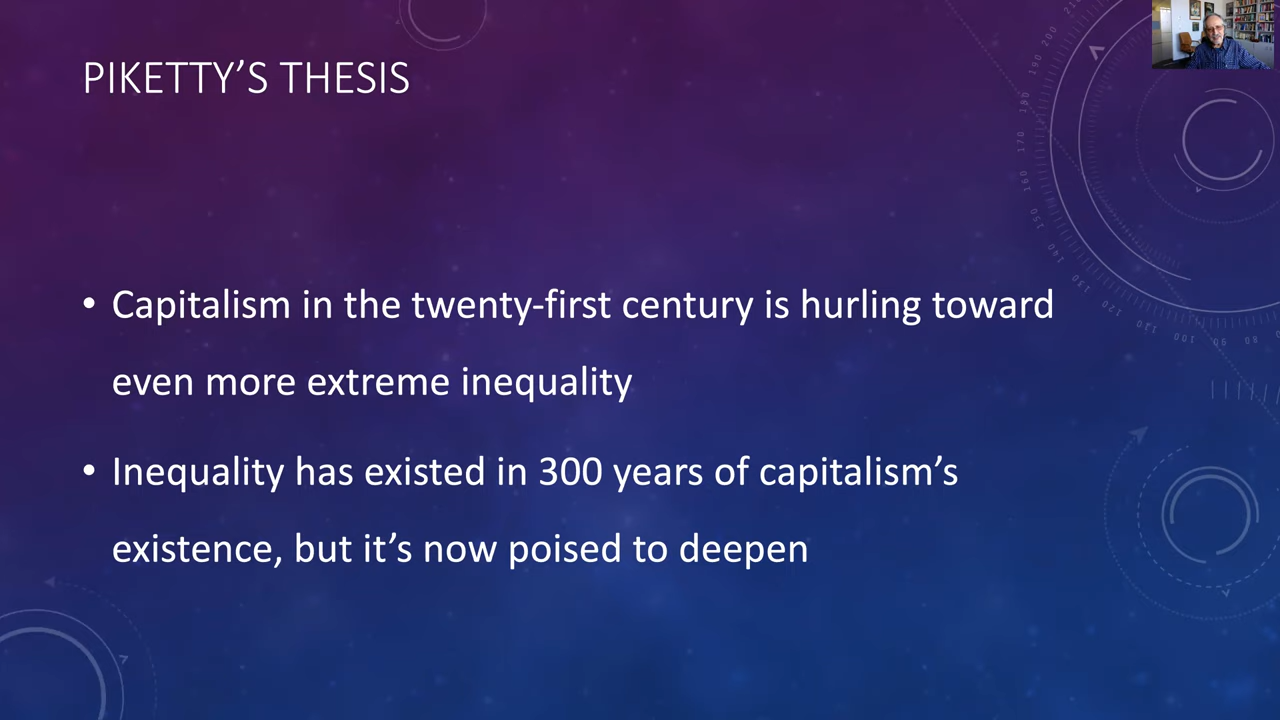 PIKETTY’S THESIS
• Capitalism in the twenty-first century is hurling toward
even more extreme inequality
• Inequality has existed in 300 years of capitalism’s
existence, but it’s now poised to deepen